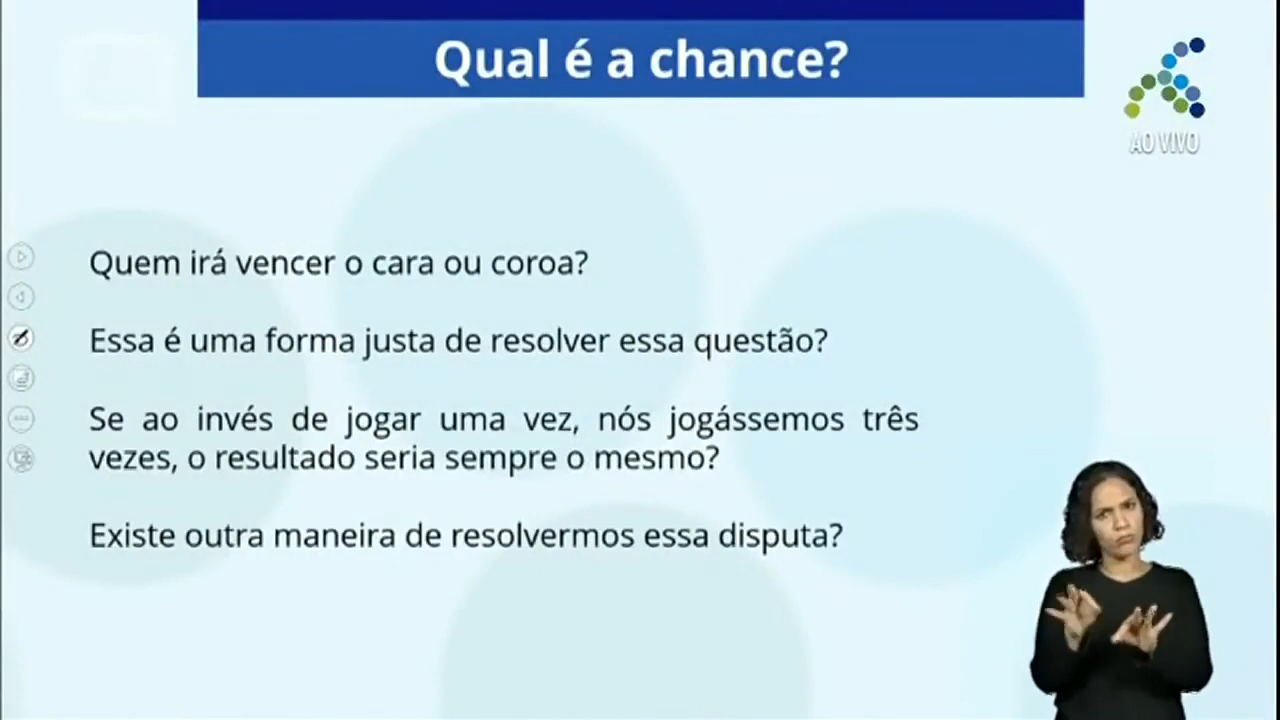 Qual é a chance?
AO VIVO
Quem irá vencer o cara ou coroa?
Essa é uma forma justa de resolver essa questão?
Se ao invés de jogar uma vez, nós jogássemos três
vezes, o resultado seria sempre o mesmo?
Existe outra maneira de resolvermos essa disputa?